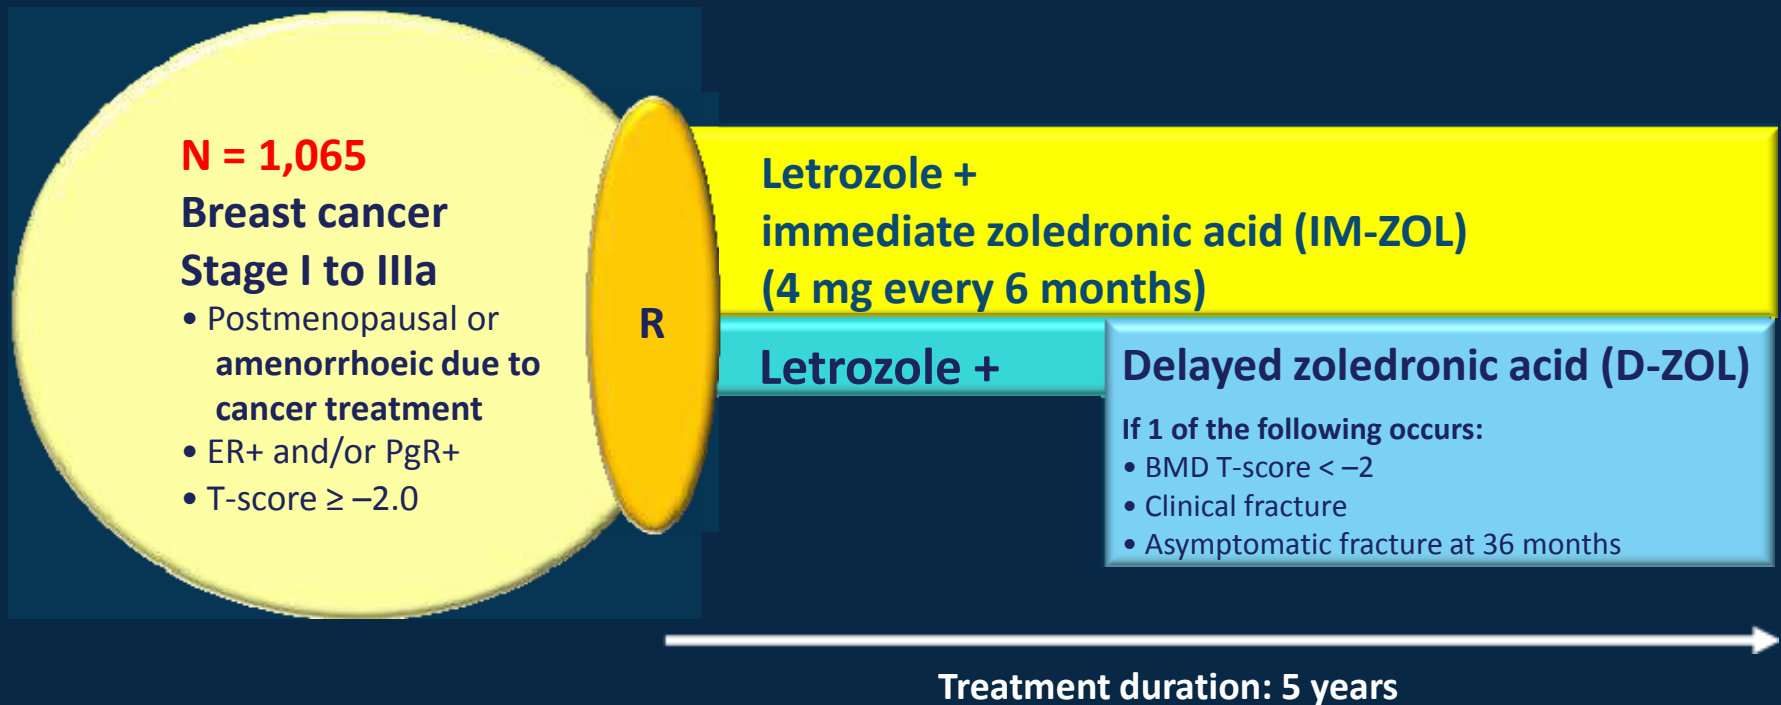 N = 1,065
Breast cancer
Stage I to IIIa
• Postmenopausal or
amenorrhoeic due to
cancer treatment
• ER+ and/or PgR+
• T-score ≥ –2.0
R
Letrozole +
immediate zoledronic acid (IM-ZOL)
(4 mg every 6 months)
Letrozole +
Delayed zoledronic acid (D-ZOL)
If 1 of the following occurs:
• BMD T-score < –2
• Clinical fracture
• Asymptomatic fracture at 36 months
Treatment duration: 5 years